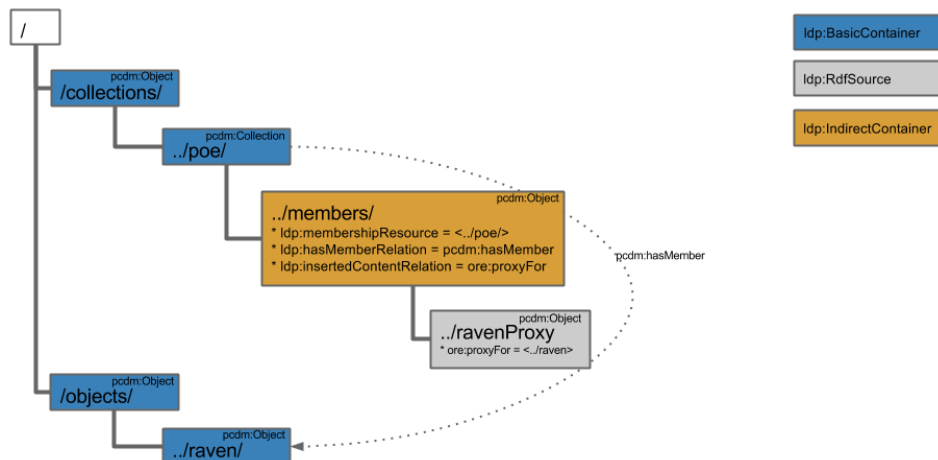 /
pcdm:Object
/collections/
pcdm:Collection
../poe/
pcdm:Object
../members/
* ldp:membershipResource = <../poe/>
* ldp:hasMemberRelation = pcdm:hasMember
* ldp:insertedContentRelation = ore:proxyFor
pcdm:hasMember
pcdm:Object
../ravenProxy
* ore:proxyFor = <../raven>
pcdm:Object
/objects/
pcdm:Object
../raven/
ldp:BasicContainer
ldp:RdfSource
ldp:IndirectContainer